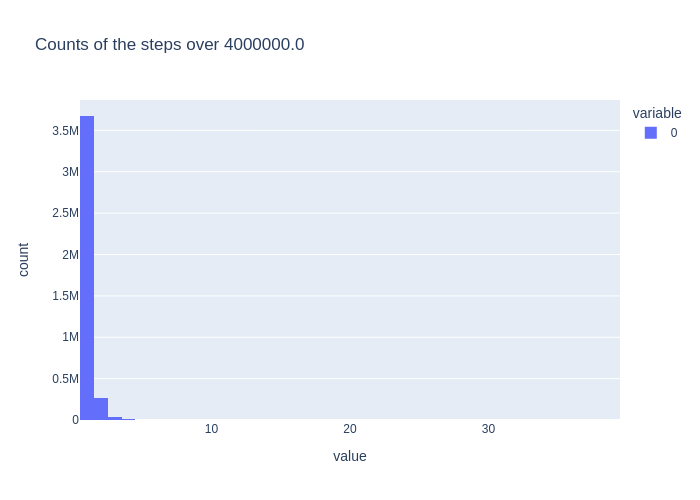 Counts of the steps over 4000000.0
variable
0
3.5M
3M
2.5M
2M
1.5M
1M
0.5M
0
count
10
20
30
value